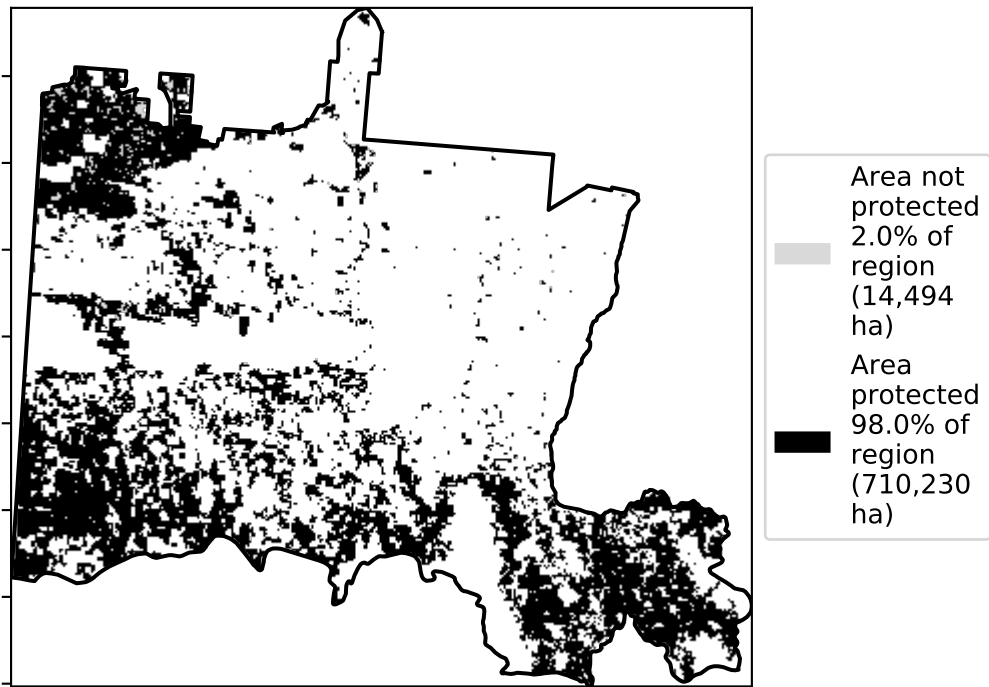 Area not
protected
2.0% of
region
(14,494
ha)
Area
protected
98.0% of
region
(710,230
ha)